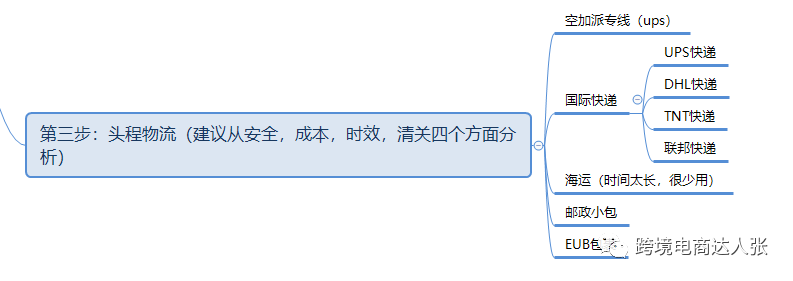 空加派专线（ups）
UPS快递
国际快递
DHL快递
TNT快递
联邦快递
第三步：头程物流（建议从安全，成本，时效，清关四个方面分
析）
海运（时间太长，很少用）
邮政小包
EUB包
跨境电商达人张